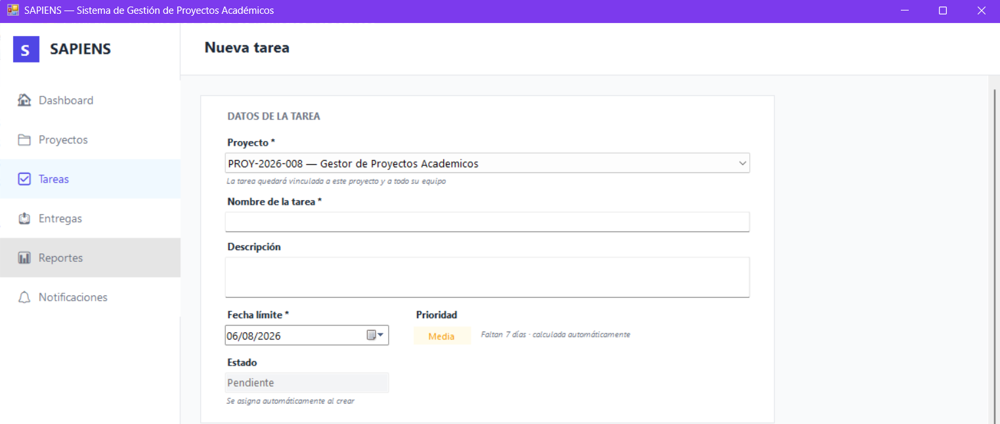 SAPIENS — Sistema de Gestión de Proyectos Académicos
S SAPIENS
Nueva tarea
Dashboard
Proyectos
Tareas
Entregas
Reportes
Notificaciones
DATOS DE LA TAREA
Proyecto *
PROY-2026-008 — Gestor de Proyectos Academicos
La tarea quedará vinculada a este proyecto y a todo su equipo
Nombre de la tarea *
Descripción
Fecha límite *
Prioridad
06/08/2026
Media
Faltan 7 días · calculada automáticamente
Estado
Pendiente
Se asigna automáticamente al crear